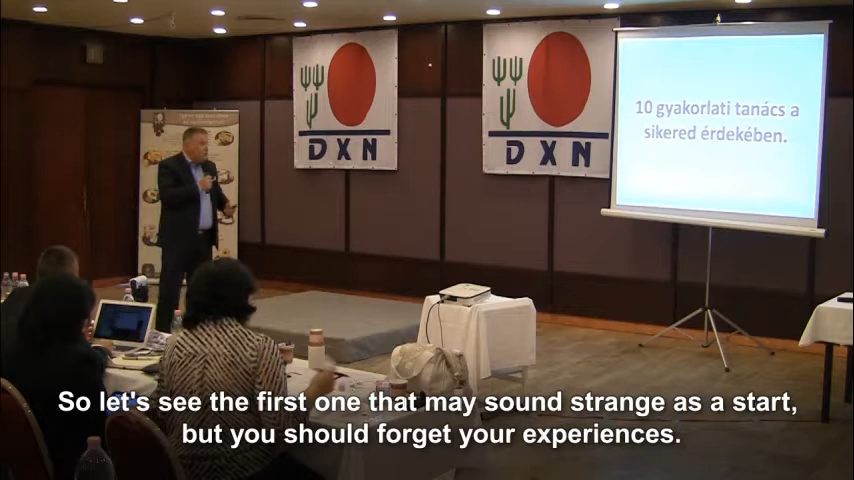 DXN
DXN
10 gyakorlati tanács a
sikered érdekében.
So let's see the first one that may sound strange as a start,
but you should forget your experiences.